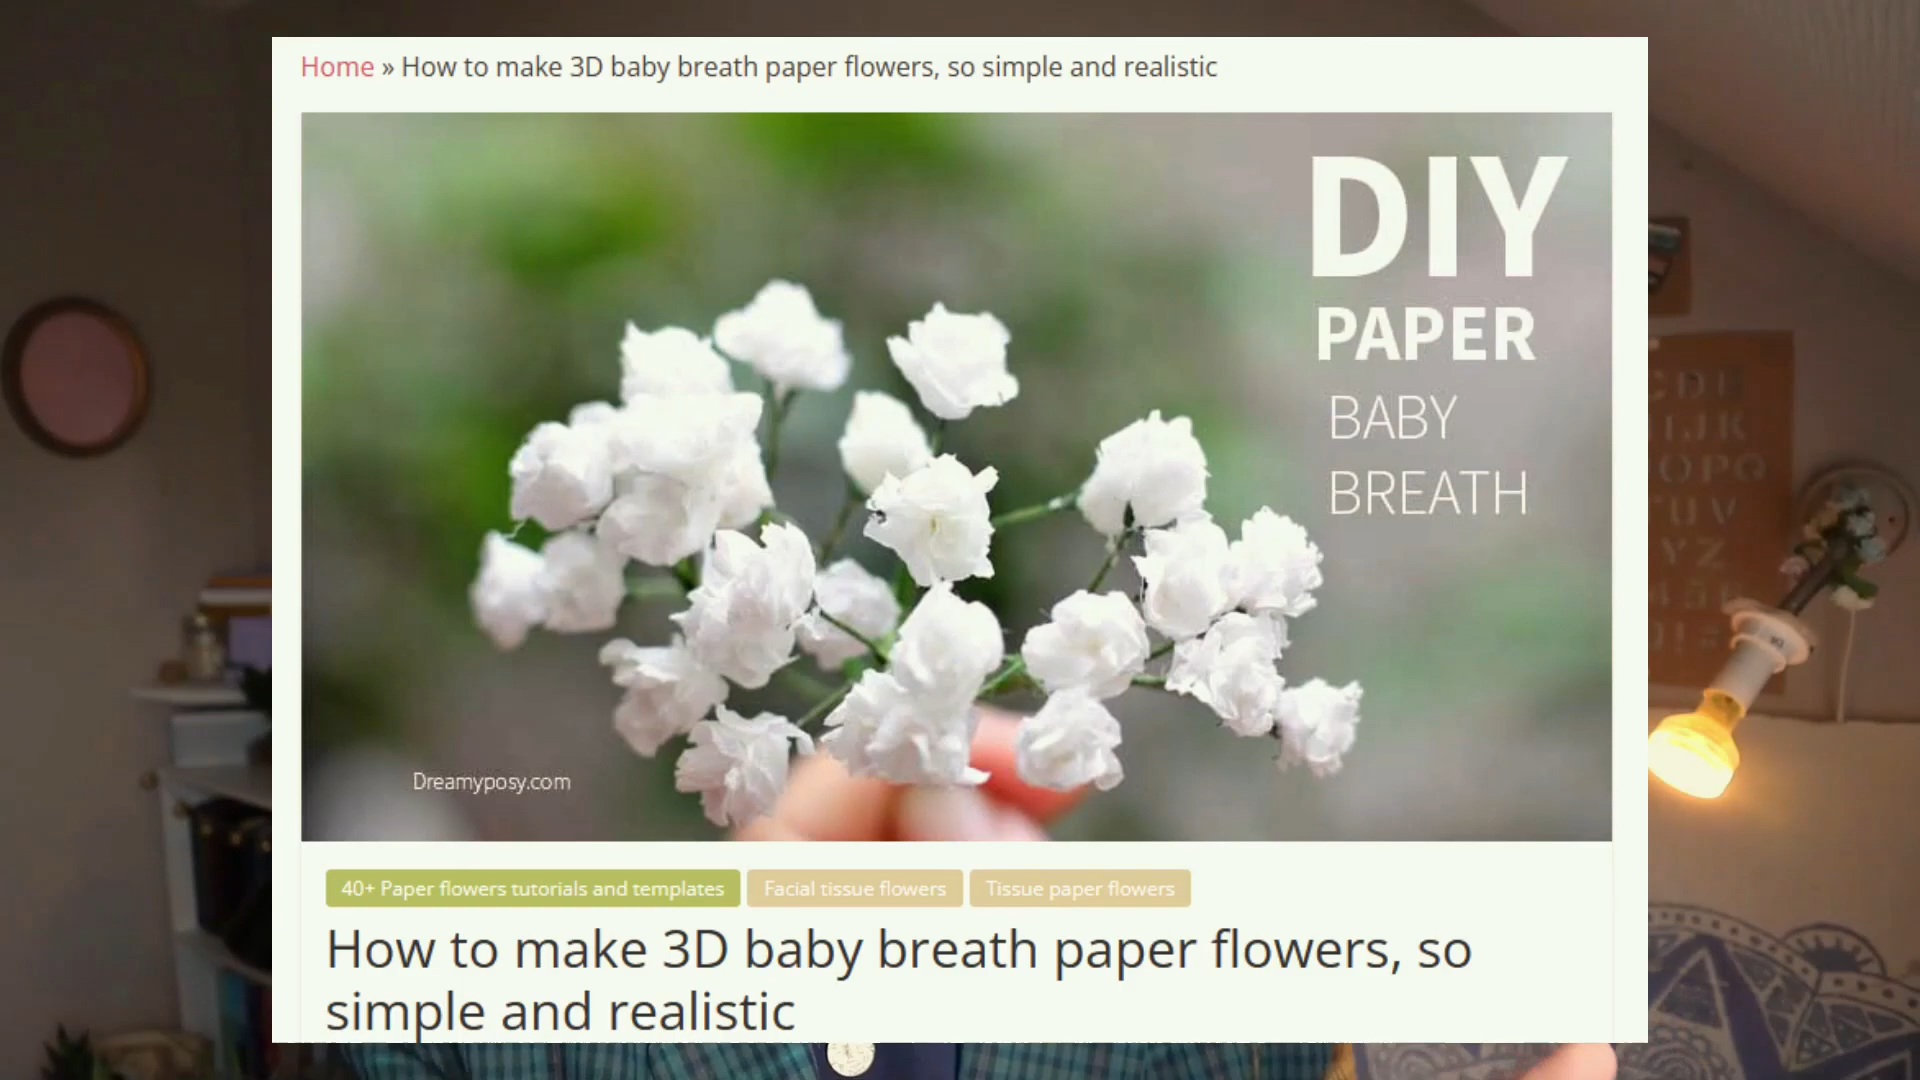 Home » How to make 3D baby breath paper flowers, so simple and realistic
DIY
PAPER
BABY
BREATH
Dreamyposy.com
40+ Paper flowers tutorials and templates
Facial tissue flowers
Tissue paper flowers
How to make 3D baby breath paper flowers, so
simple and realistic